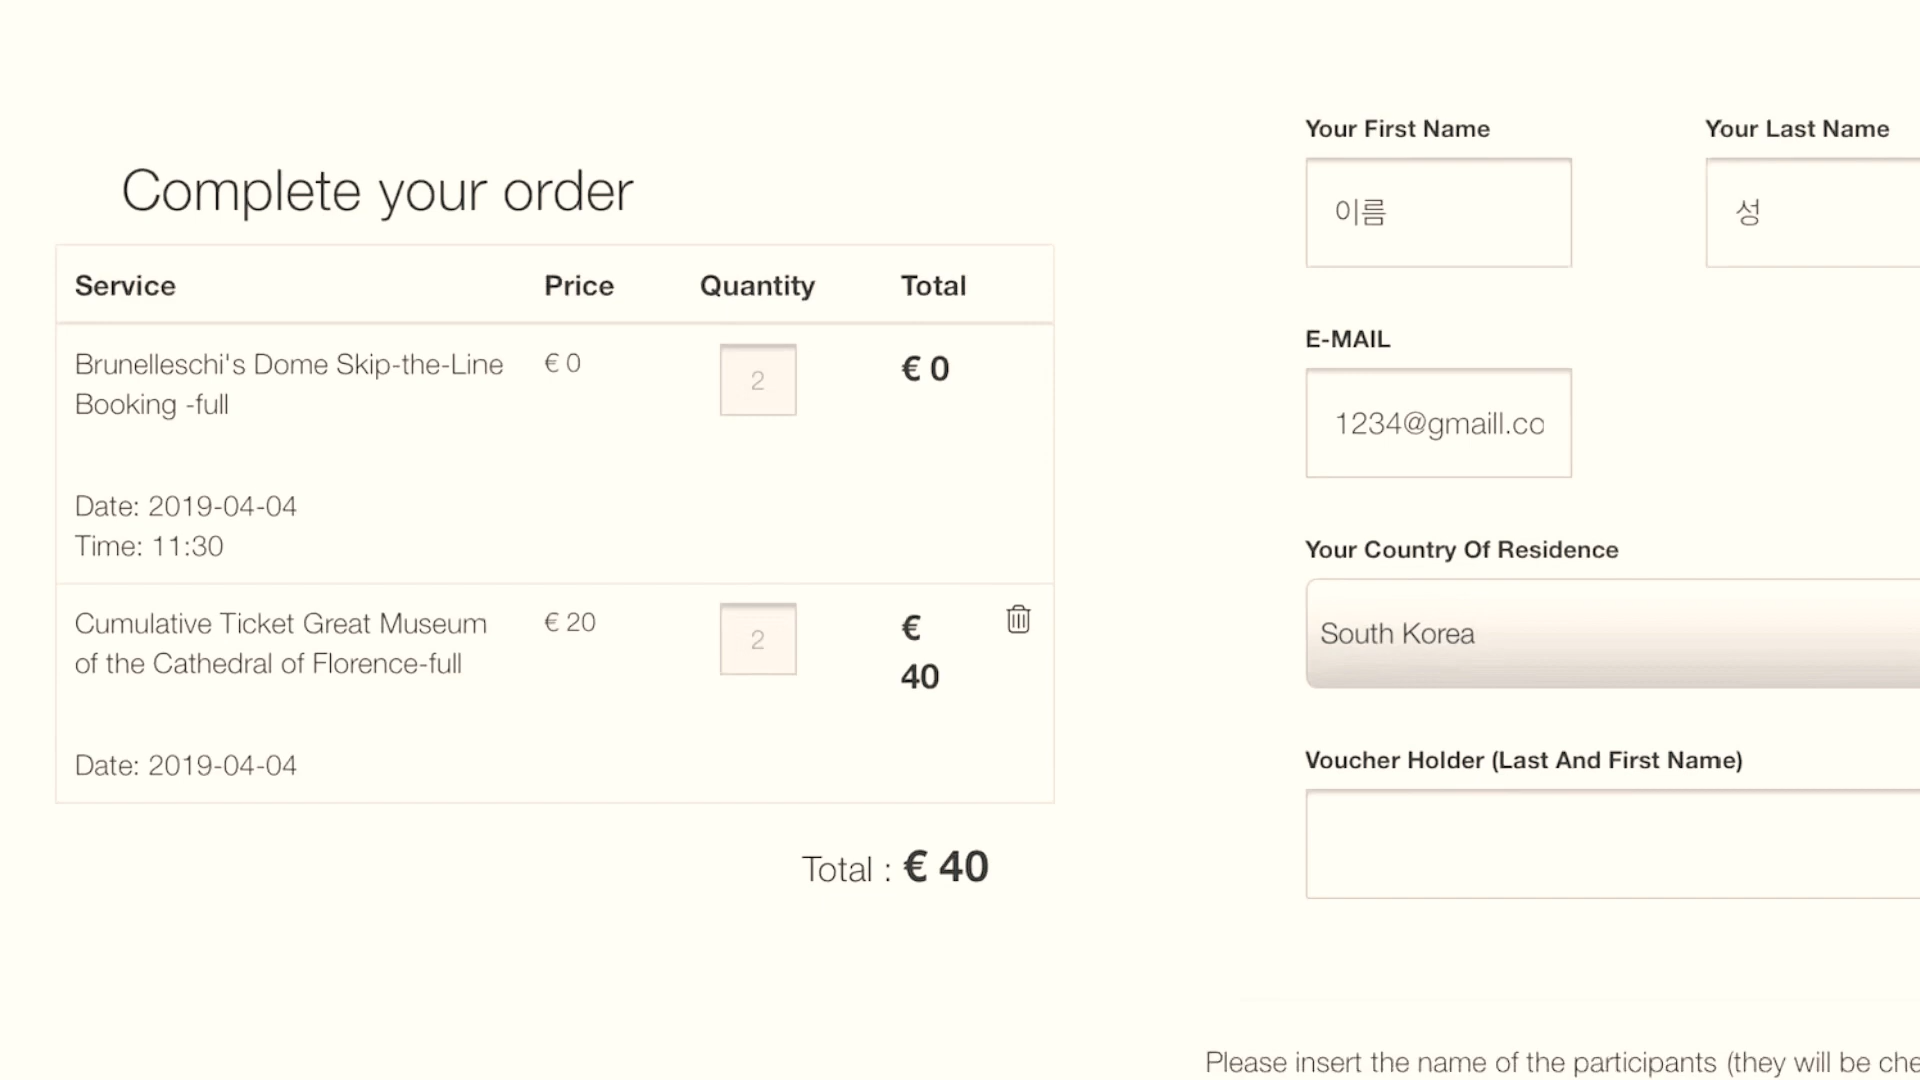 Complete your order
Service Price Quantity Total
Brunelleschi's Dome Skip-the-Line € 0 2 € 0
Booking -full
Date: 2019-04-04
Time: 11:30
Cumulative Ticket Great Museum € 20 2 €
of the Cathedral of Florence-full 40
Date: 2019-04-04
Total : € 40
Your First Name Your Last Name
이름 성
E-MAIL
1234@gmaill.co
Your Country Of Residence
South Korea
Voucher Holder (Last And First Name)
Please insert the name of the participants (they will be che